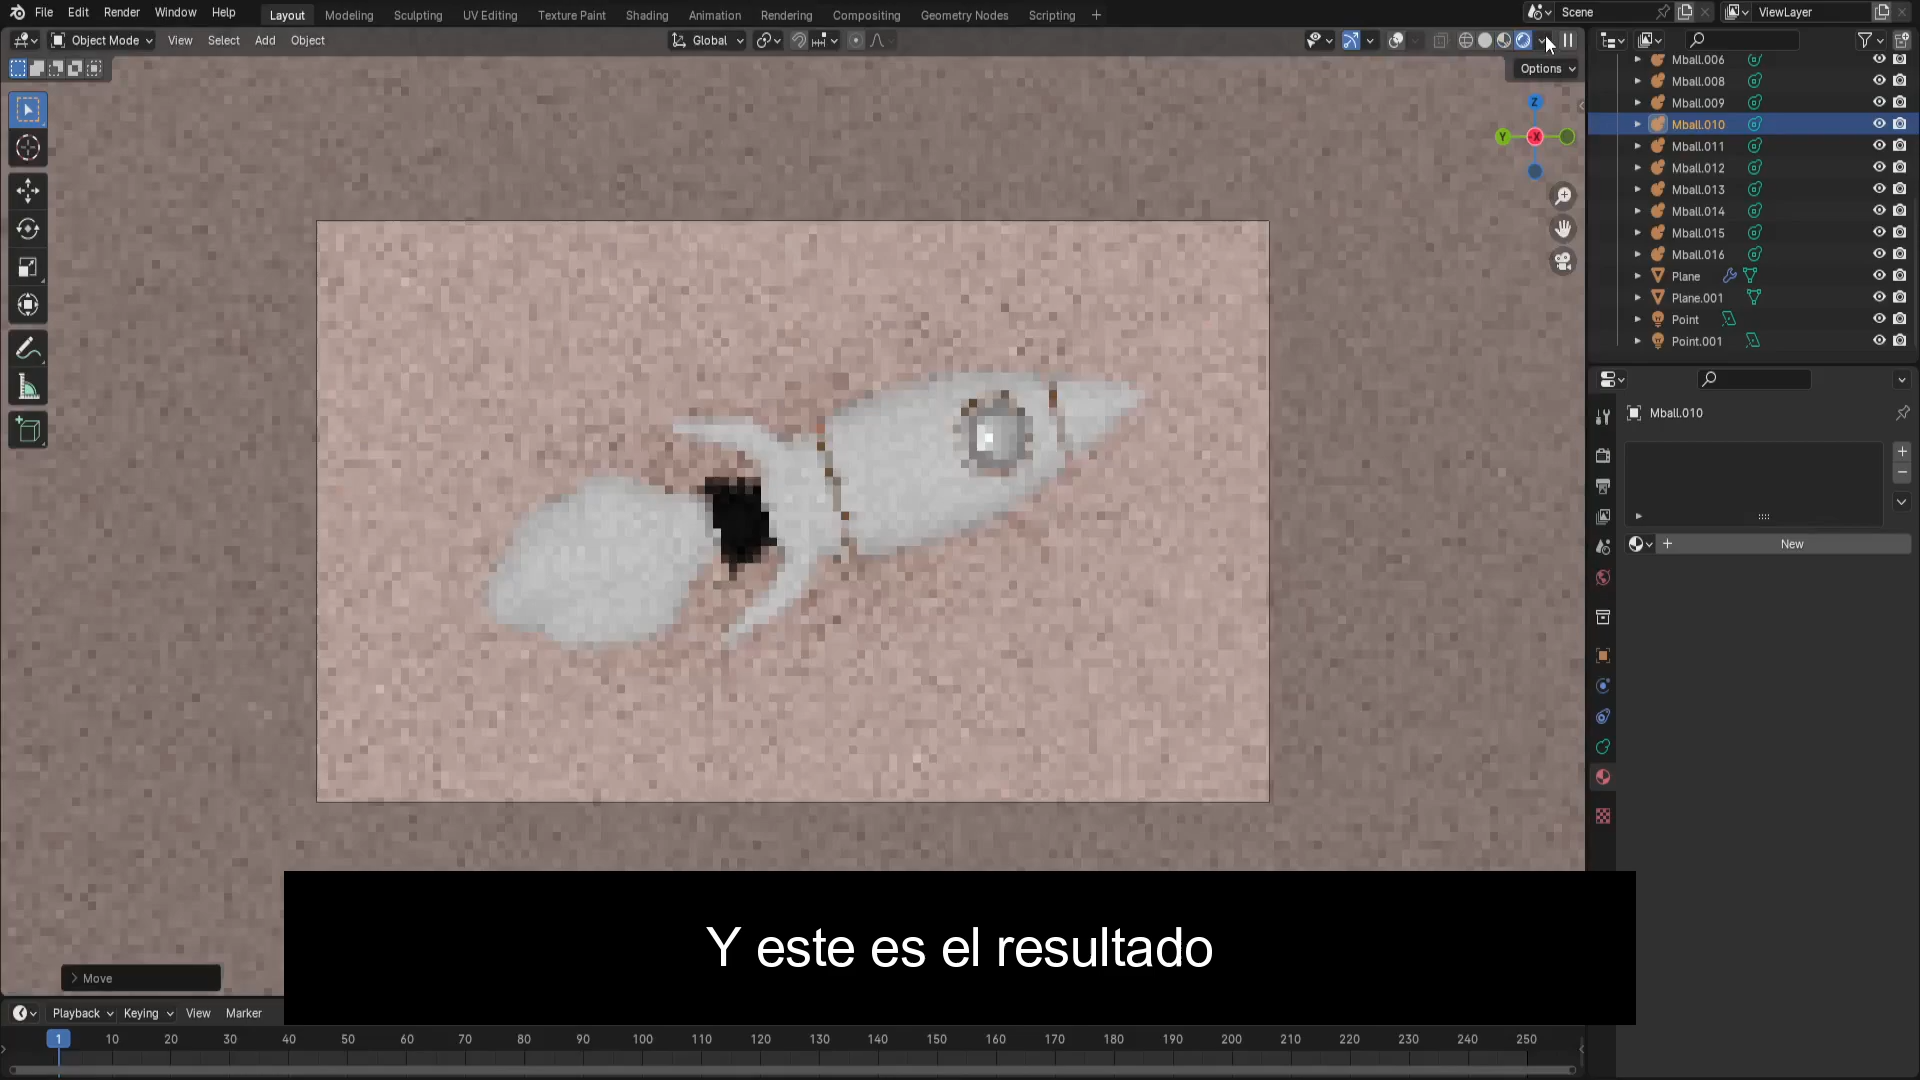 File Edit Render Window Help
Layout Modeling Sculpting UV Editing Texture Paint Shading Animation Rendering Compositing Geometry Nodes Scripting +
Scene
ViewLayer
Object Mode View Select Add Object
Global
Options
Z
Y
-X
Mball.006
Mball.008
Mball.009
Mball.010
Mball.011
Mball.012
Mball.013
Mball.014
Mball.015
Mball.016
Plane
Plane.001
Point
Point.001
Mball.010
New
Y este es el resultado
Move
Playback Keying View Marker
1 10 20 30 40 50 60 70 80 90 100 110 120 130 140 150 160 170 180 190 200 210 220 230 240 250